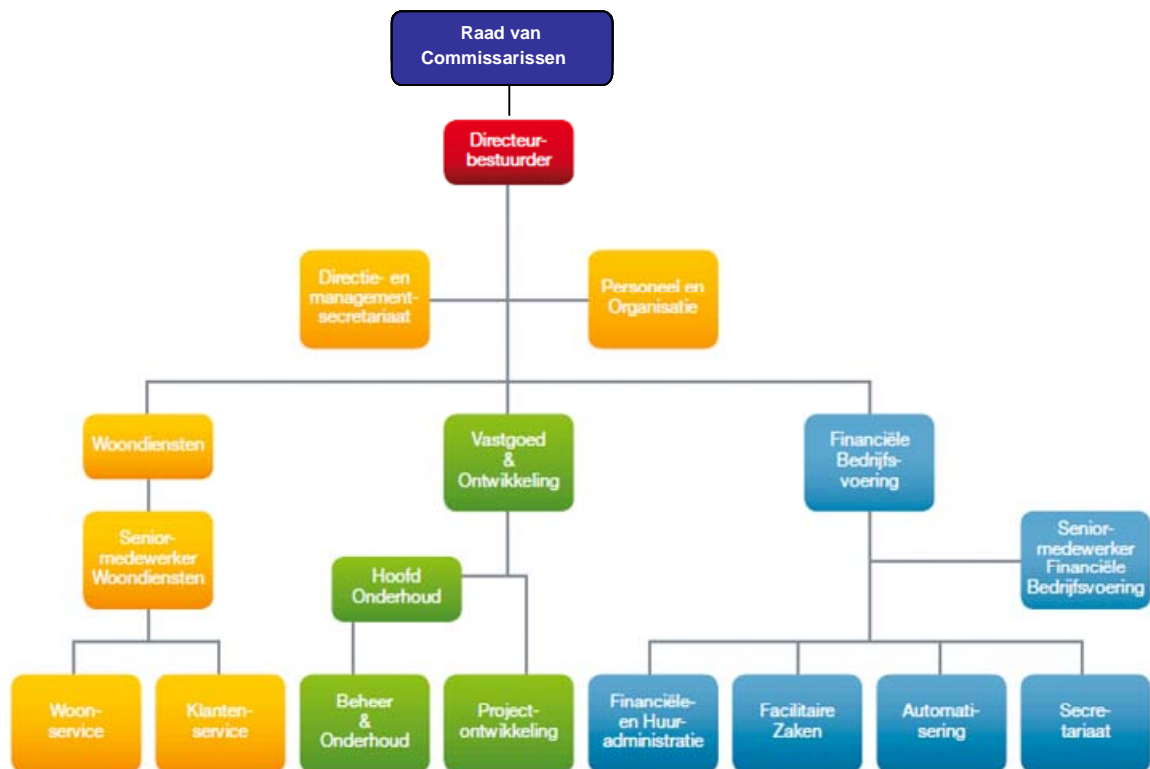 Raad van
Commissarissen
Directeur-
bestuurder
Directie- en
management-
secretariaat
Personeel en
Organisatie
Woondiensten
Vastgoed
&
Ontwikkeling
Financiële
Bedrijfs-
voering
Senior-
medewerker
Woondiensten
Hoofd
Onderhoud
Senior-
medewerker
Financiële
Bedrijfsvoering
Woon-
service
Klanten-
service
Beheer
&
Onderhoud
Project-
ontwikkeling
Financiële-
en Huur-
administratie
Facilitaire
Zaken
Automati-
sering
Secre-
tariaat